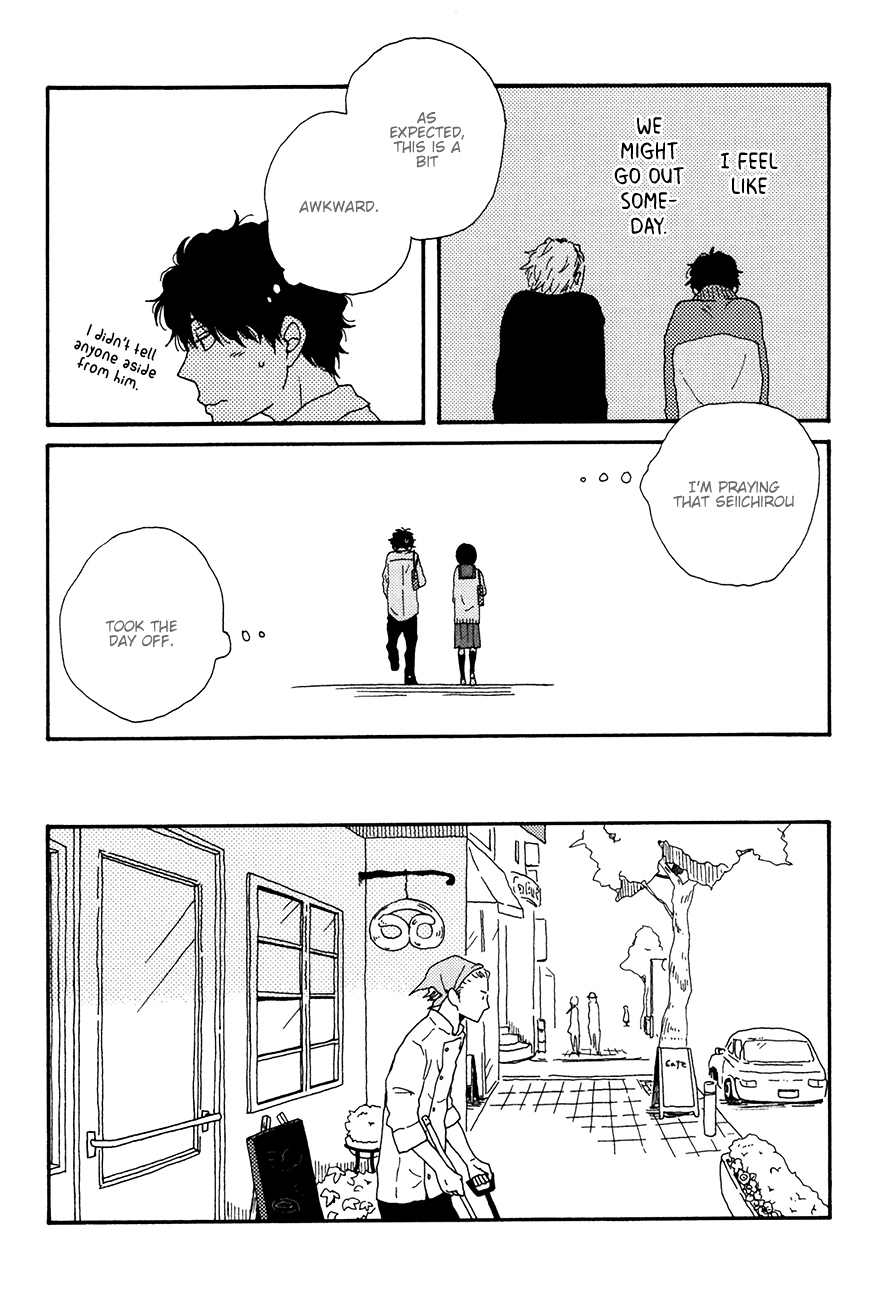 I FEEL
LIKE
WE
MIGHT
GO OUT
SOME-
DAY.
AS
EXPECTED,
THIS IS A
BIT
AWKWARD.
I didn't tell
anyone aside
from him.
I'M PRAYING
THAT SEIICHIROU
TOOK THE
DAY OFF.
CAFE